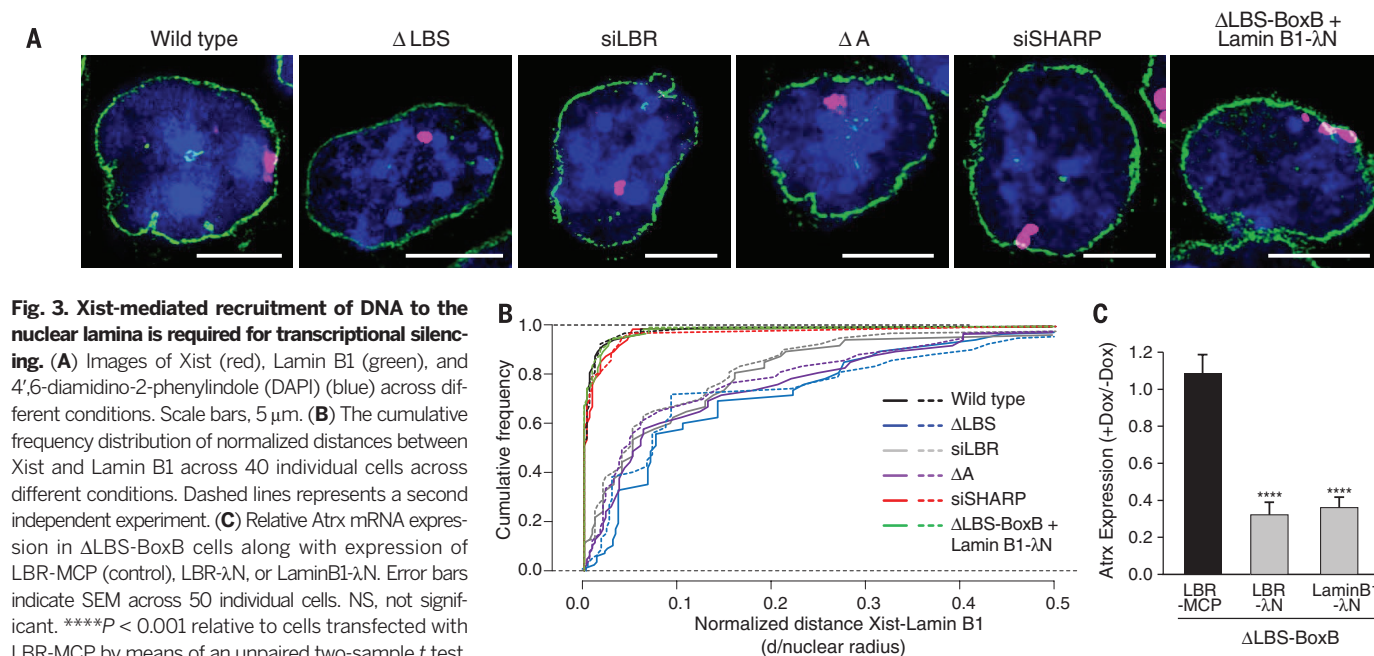 A
Wild type
Δ LBS
siLBR
Δ A
siSHARP
ΔLBS-BoxB +
Lamin B1-λN
Fig. 3. Xist-mediated recruitment of DNA to the
nuclear lamina is required for transcriptional silenc-
ing. (A) Images of Xist (red), Lamin B1 (green), and
4′,6-diamidino-2-phenylindole (DAPI) (blue) across dif-
ferent conditions. Scale bars, 5 μm. (B) The cumulative
frequency distribution of normalized distances between
Xist and Lamin B1 across 40 individual cells across
different conditions. Dashed lines represents a second
independent experiment. (C) Relative Atrx mRNA expres-
sion in ΔLBS-BoxB cells along with expression of
LBR-MCP (control), LBR-λN, or LaminB1-λN. Error bars
indicate SEM across 50 individual cells. NS, not signif-
icant. ****P < 0.001 relative to cells transfected with
LBR-MCP by means of an unpaired two-sample t test.
B
Cumulative frequency
1.0
0.8
0.6
0.4
0.2
0.0
Wild type
ΔLBS
siLBR
ΔA
siSHARP
ΔLBS-BoxB +
Lamin B1-λN
0.0 0.1 0.2 0.3 0.4 0.5
Normalized distance Xist-Lamin B1
(d/nuclear radius)
C
Atrx Expression (+Dox/-Dox)
1.2
1.0
0.8
0.6
0.4
0.2
0.0
**** ****
LBR LBR LaminB1
-MCP -λN -λN
ΔLBS-BoxB